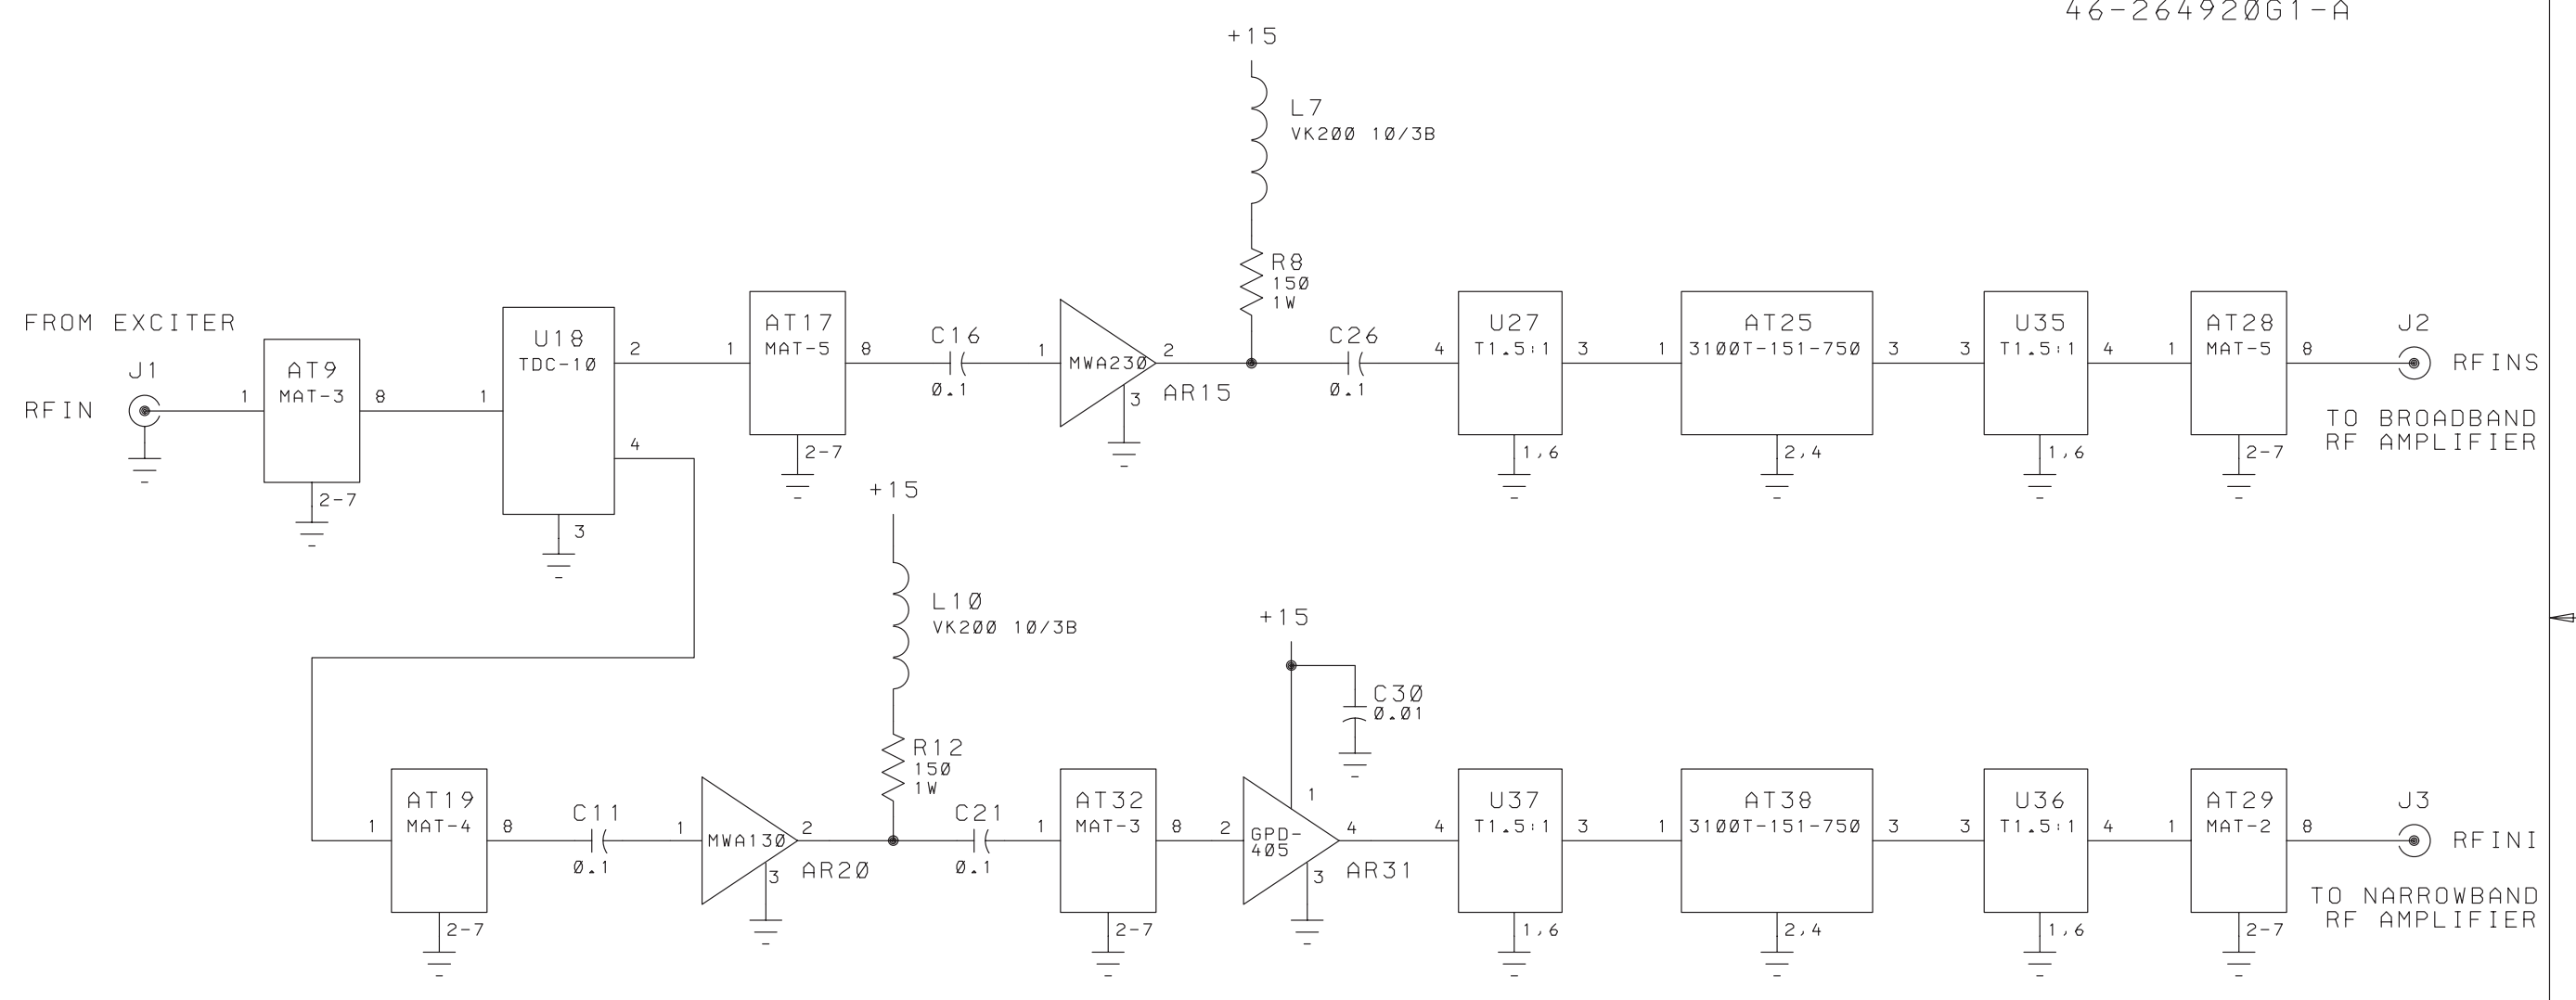 46-264920G1-A
+15
L7
VK200 10/3B
R8
150
1W
FROM EXCITER
J1
RFIN
1
AT9
MAT-3
8
2-7
1
U18
TDC-10
2
4
3
1
AT17
MAT-5
8
2-7
C16
0.1
1
MWA230
2
3
AR15
C26
0.1
4
U27
T1.5:1
3
1,6
1
AT25
3100T-151-750
3
2,4
3
U35
T1.5:1
4
1,6
1
AT28
MAT-5
8
2-7
J2
RFINS
TO BROADBAND
RF AMPLIFIER
+15
L10
VK200 10/3B
R12
150
1W
+15
C30
0.01
1
AT19
MAT-4
8
2-7
C11
0.1
1
MWA130
2
3
AR20
C21
0.1
1
AT32
MAT-3
8
2-7
2
GPD-
405
1
4
3
AR31
4
U37
T1.5:1
3
1,6
1
AT38
3100T-151-750
3
2,4
3
U36
T1.5:1
4
1,6
1
AT29
MAT-2
8
2-7
J3
RFINI
TO NARROWBAND
RF AMPLIFIER